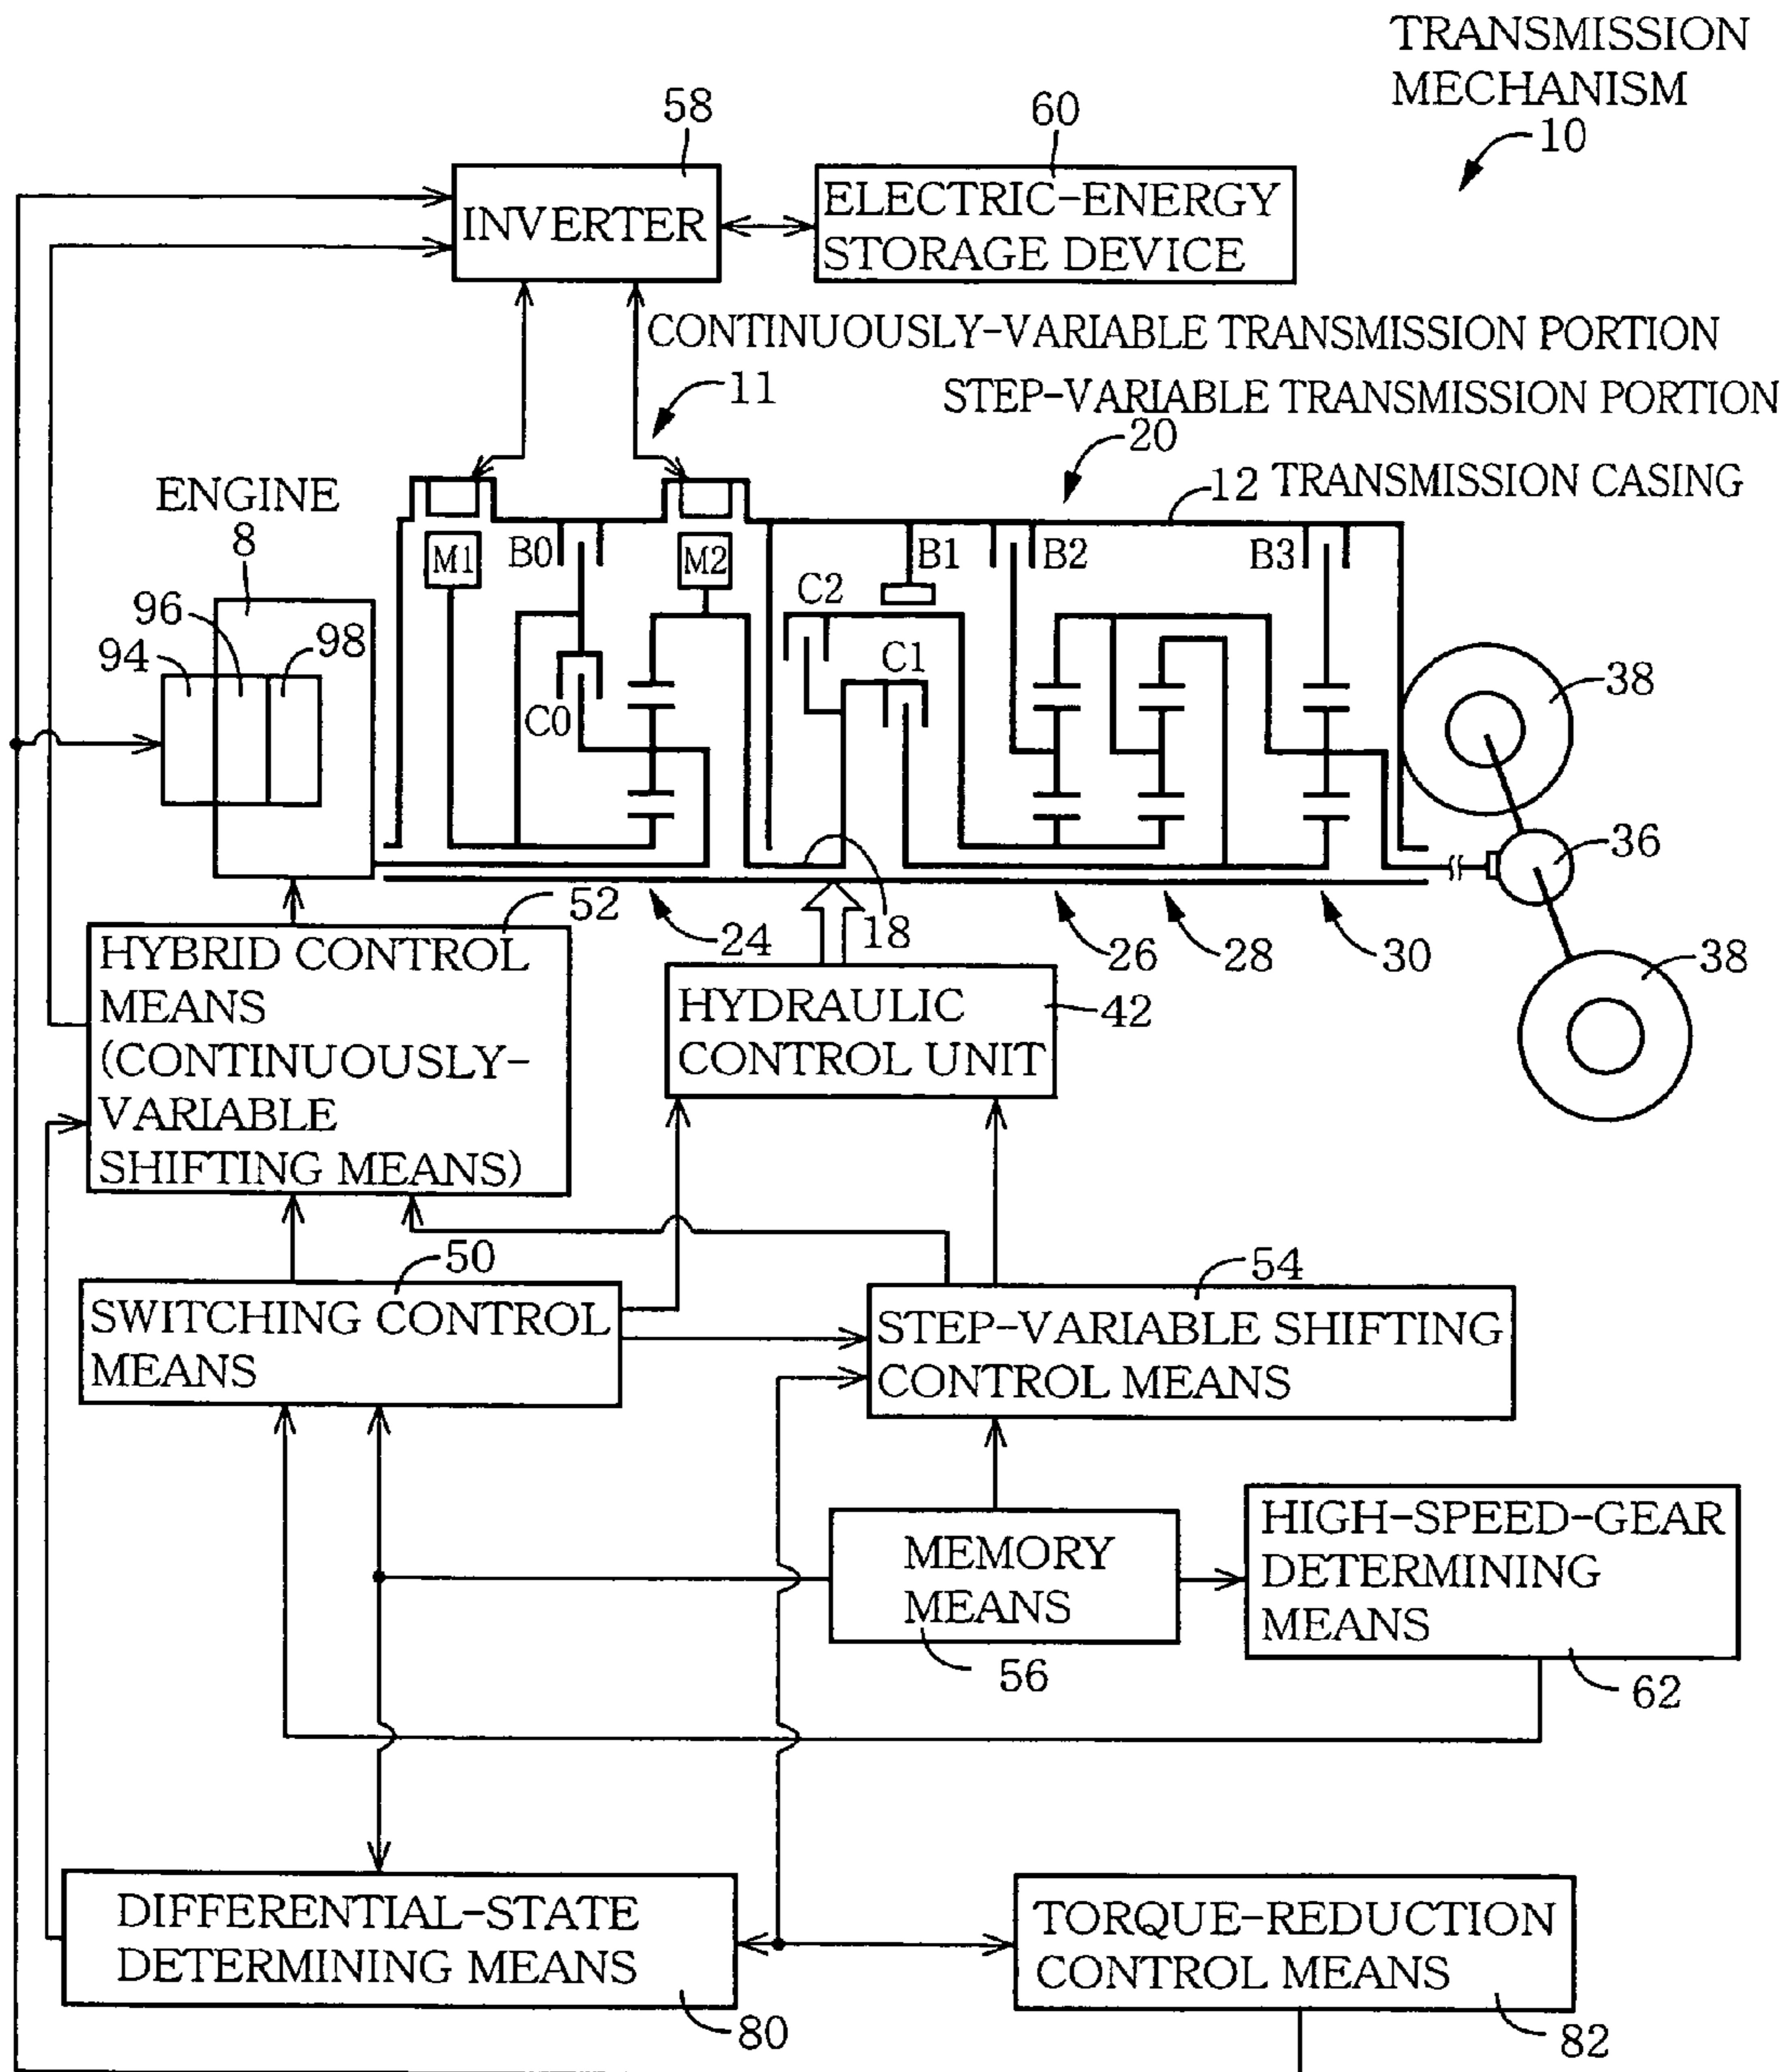 TRANSMISSION
MECHANISM
10
58
60
INVERTER
ELECTRIC-ENERGY
STORAGE DEVICE
CONTINUOUSLY-VARIABLE TRANSMISSION PORTION
11
STEP-VARIABLE TRANSMISSION PORTION
20
12 TRANSMISSION CASING
ENGINE
8
M1
B0
M2
B1
B2
B3
C2
96
98
94
C1
C0
38
36
52
24
18
26
28
30
38
HYBRID CONTROL
MEANS
(CONTINUOUSLY-
VARIABLE
SHIFTING MEANS)
HYDRAULIC
CONTROL UNIT
42
50
54
SWITCHING CONTROL
MEANS
STEP-VARIABLE SHIFTING
CONTROL MEANS
MEMORY
MEANS
56
HIGH-SPEED-GEAR
DETERMINING
MEANS
62
DIFFERENTIAL-STATE
DETERMINING MEANS
80
TORQUE-REDUCTION
CONTROL MEANS
82